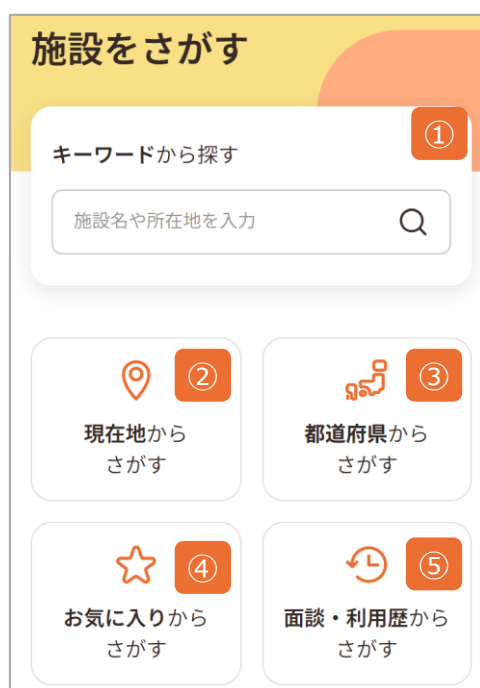 施設をさがす
①
キーワードから探す
施設名や所在地を入力
②
現在地から
さがす
③
都道府県から
さがす
④
お気に入りから
さがす
⑤
面談・利用歴から
さがす